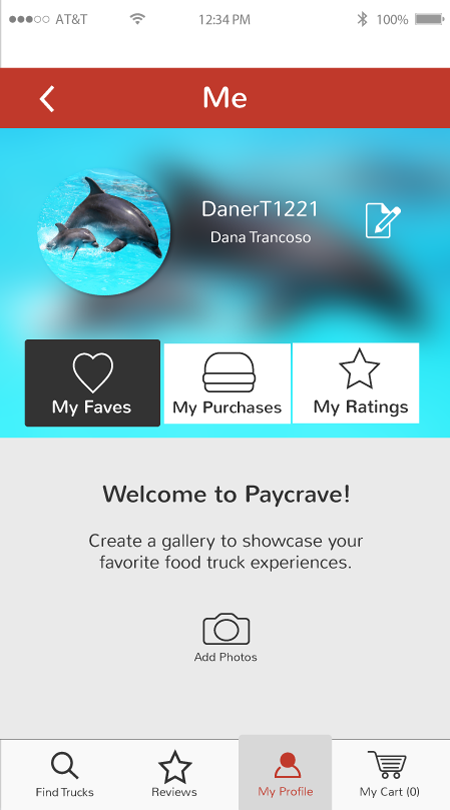 AT&T 12:34 PM 100%
Me
DanerT1221
Dana Trancoso
My Faves My Purchases My Ratings
Welcome to Paycrave!
Create a gallery to showcase your
favorite food truck experiences.
Add Photos
Find Trucks Reviews My Profile My Cart (0)